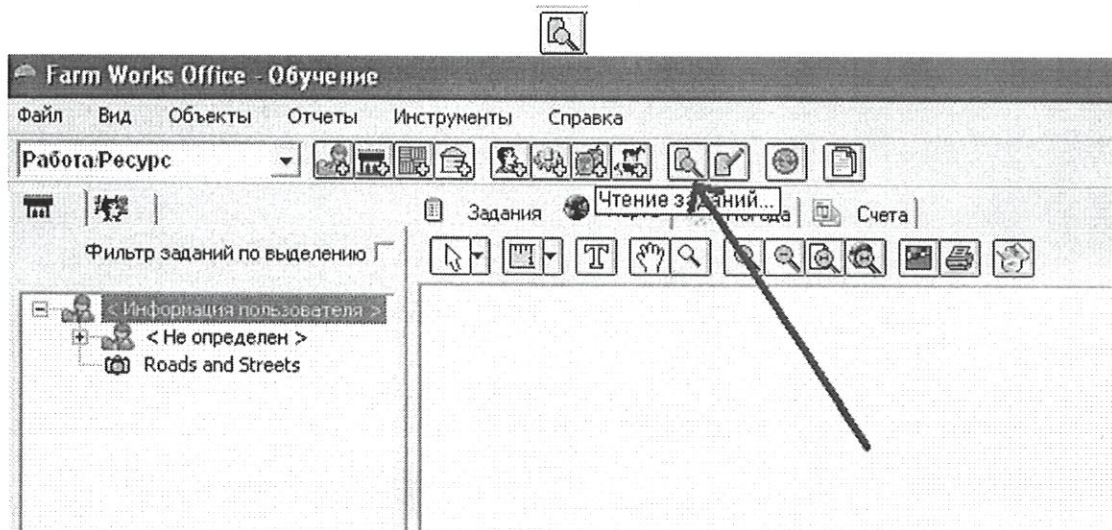 Farm Works Office - Обучение
Файл Вид Объекты Отчеты Инструменты Справка
Работа/Ресурс
Чтение заданий...
Задания Погода Счета
Фильтр заданий по выделению
T
< Информация пользователя >
< Не определен >
Roads and Streets